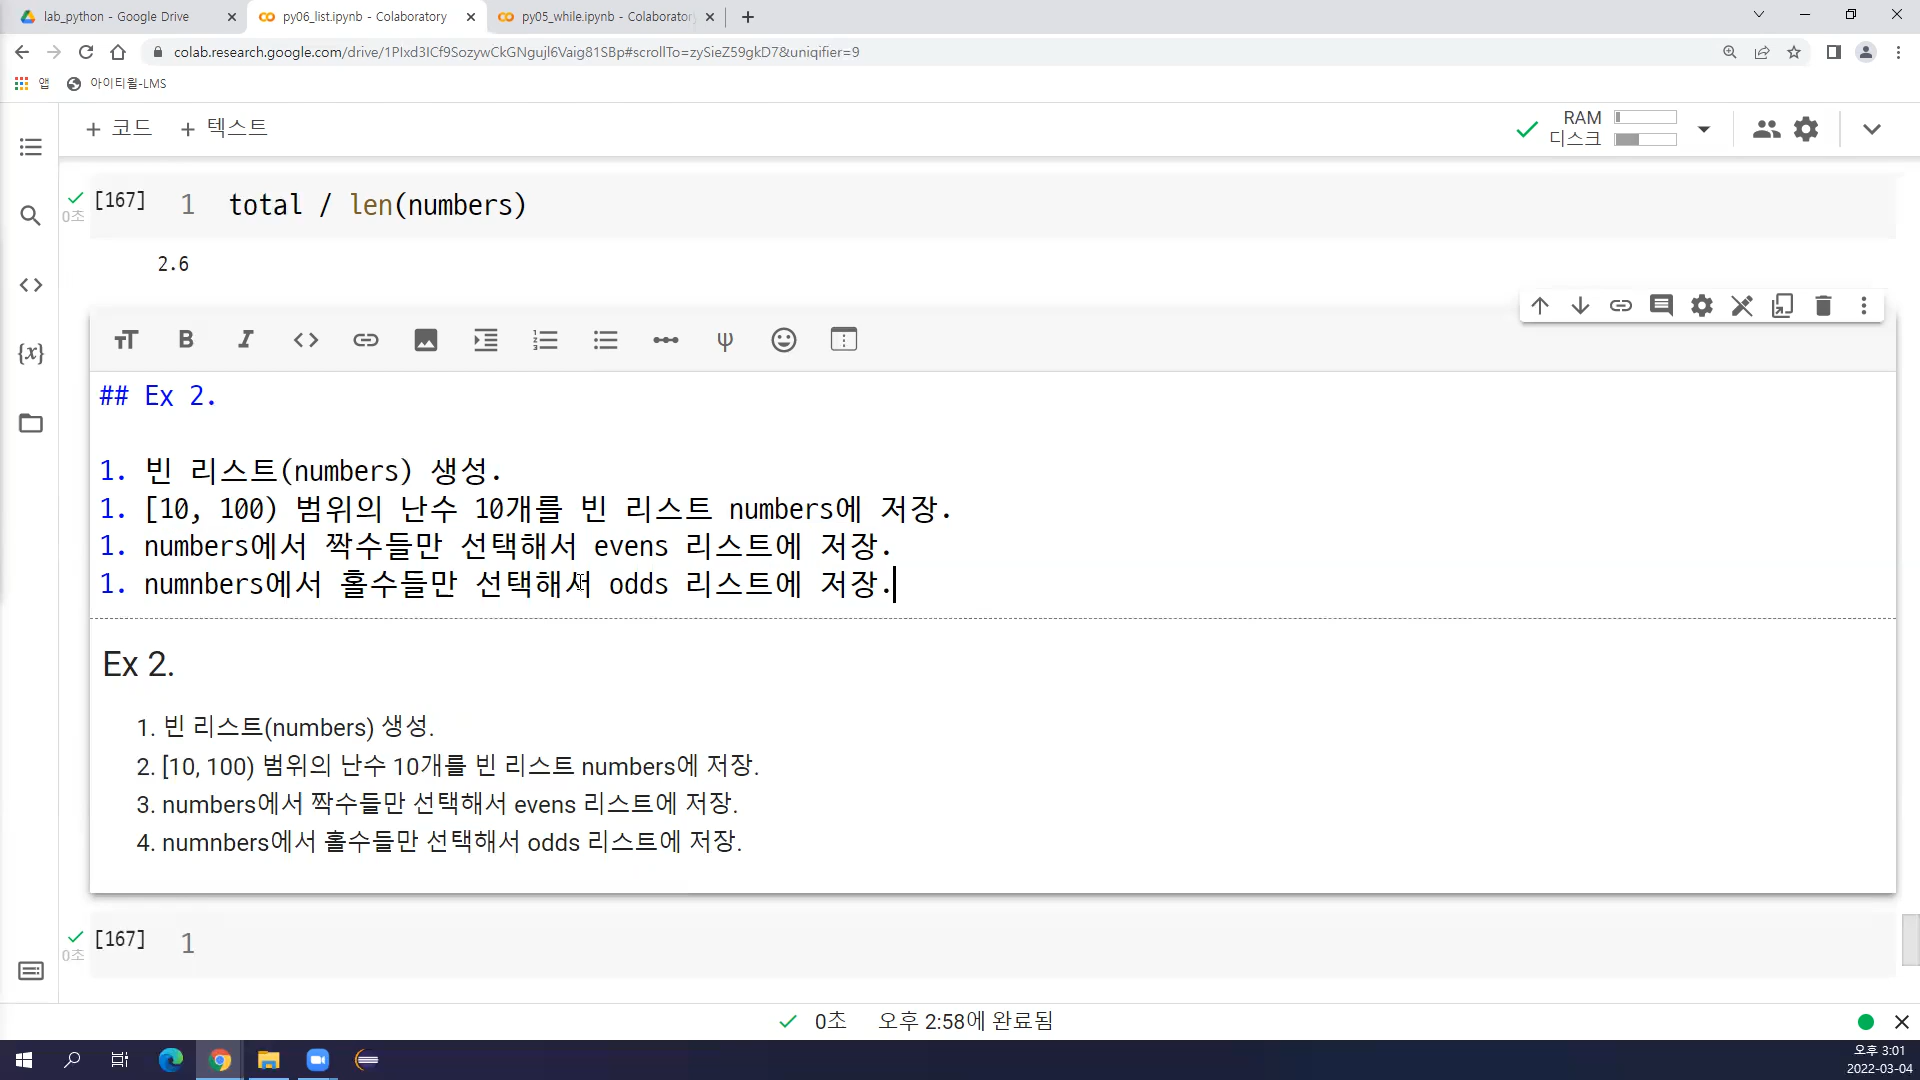 lab_python - Google Drive
py06_list.ipynb - Colaboratory
py05_while.ipynb - Colaborator
colab.research.google.com/drive/1PIxd3ICf9SozywCkGNgujl6Vaig81SBp#scrollTo=zySieZ59gkD7&uniqifier=9
앱
아이티윌-LMS
+ 코드 + 텍스트
RAM
디스크
[167] 1 total / len(numbers)
0초
2.6
## Ex 2.
1. 빈 리스트(numbers) 생성.
1. [10, 100) 범위의 난수 10개를 빈 리스트 numbers에 저장.
1. numbers에서 짝수들만 선택해서 evens 리스트에 저장.
1. numnbers에서 홀수들만 선택해서 odds 리스트에 저장.
Ex 2.
1. 빈 리스트(numbers) 생성.
2. [10, 100) 범위의 난수 10개를 빈 리스트 numbers에 저장.
3. numbers에서 짝수들만 선택해서 evens 리스트에 저장.
4. numnbers에서 홀수들만 선택해서 odds 리스트에 저장.
[167] 1
0초
0초 오후 2:58에 완료됨
오후 3:01
2022-03-04